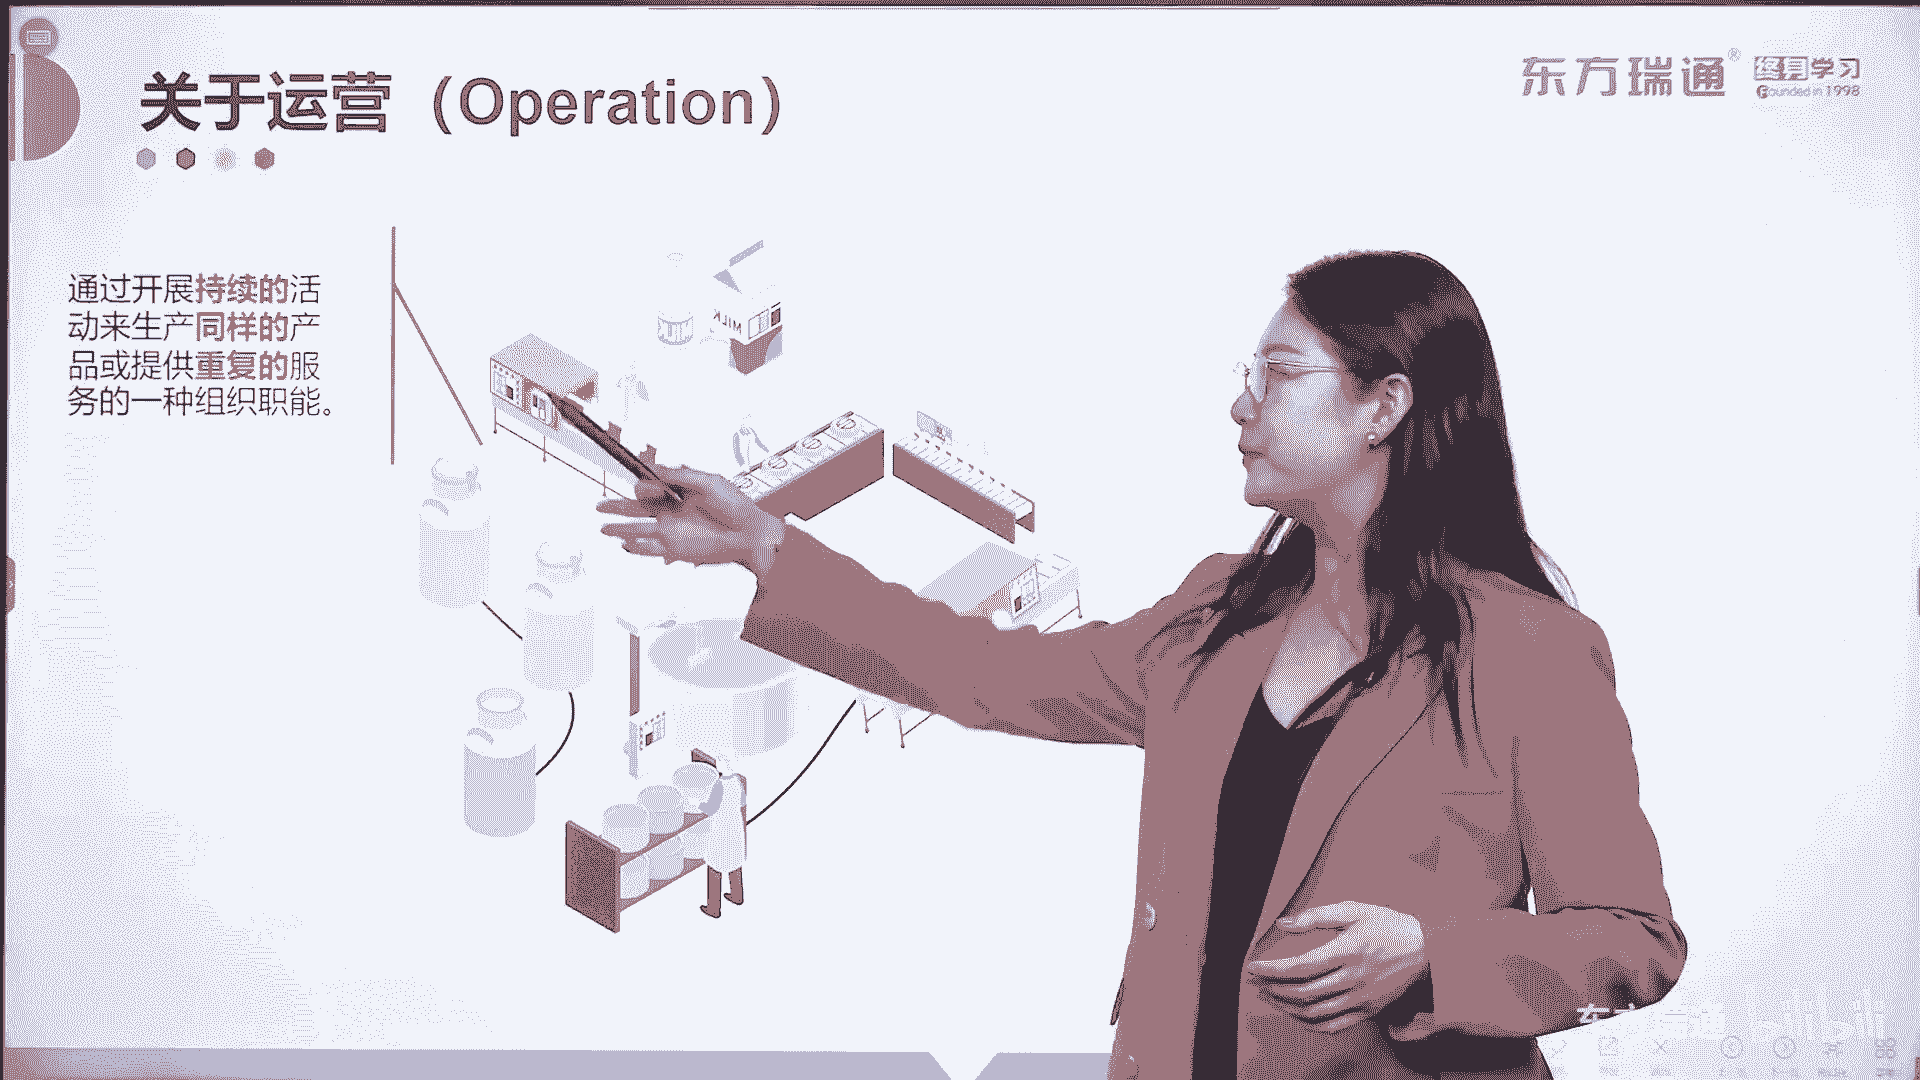 关于运营（Operation）
东方瑞通®
终身学习
Founded in 1998
通过开展持续的活
动来生产同样的产
品或提供重复的服
务的一种组织职能。
MILK
bilibili